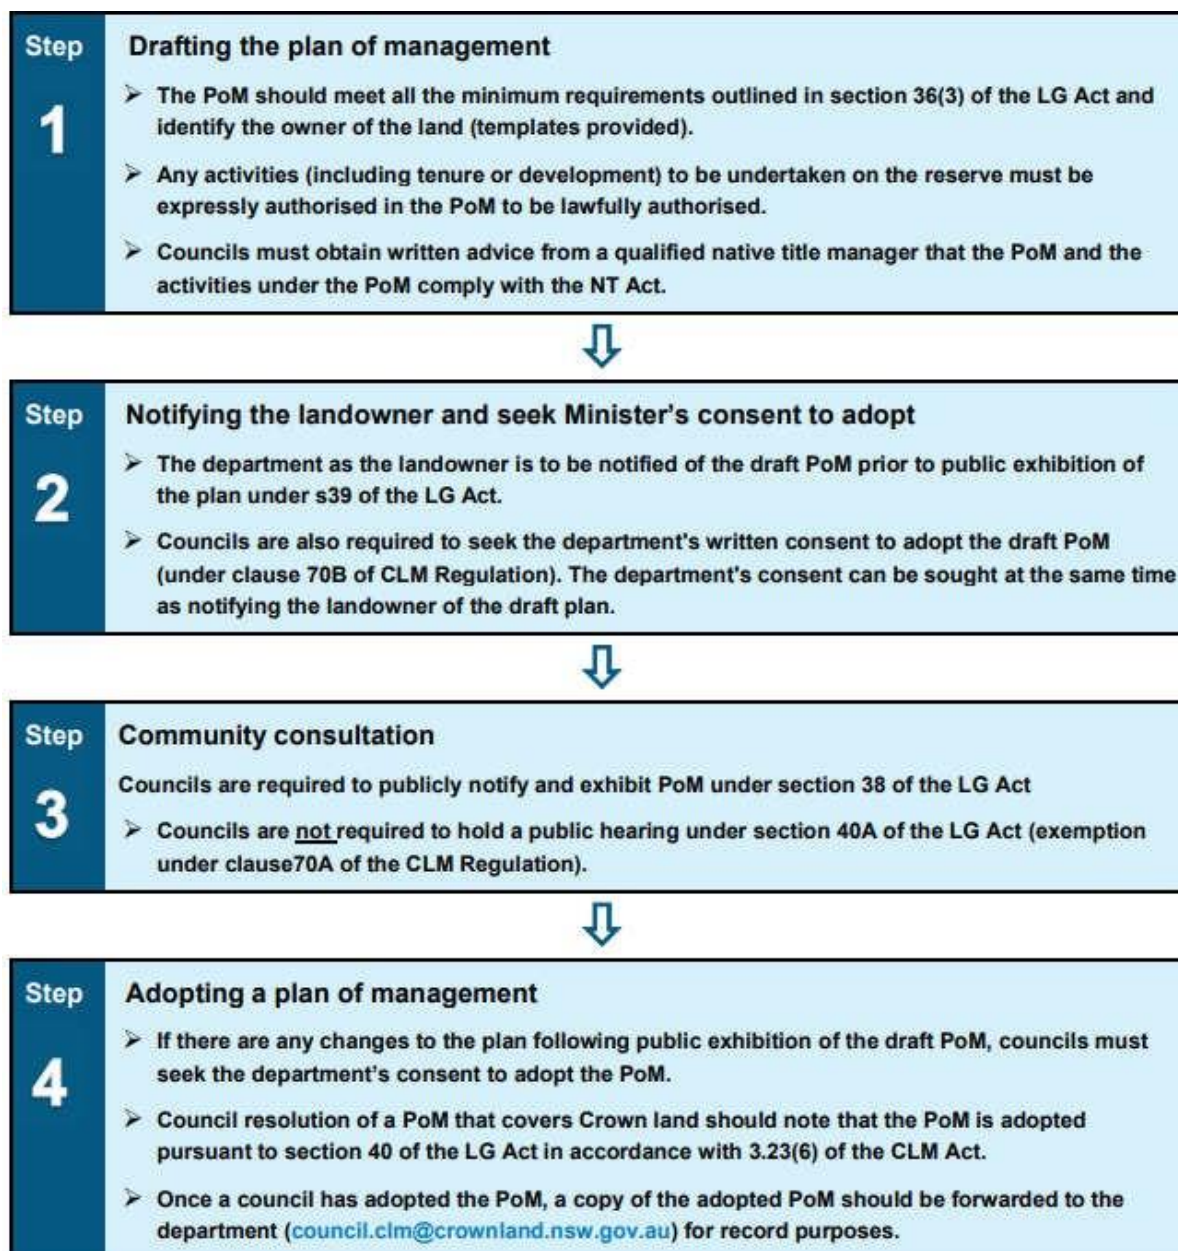 Step
1
Drafting the plan of management
➢ The PoM should meet all the minimum requirements outlined in section 36(3) of the LG Act and
identify the owner of the land (templates provided).
➢ Any activities (including tenure or development) to be undertaken on the reserve must be
expressly authorised in the PoM to be lawfully authorised.
➢ Councils must obtain written advice from a qualified native title manager that the PoM and the
activities under the PoM comply with the NT Act.
Step
2
Notifying the landowner and seek Minister's consent to adopt
➢ The department as the landowner is to be notified of the draft PoM prior to public exhibition of
the plan under s39 of the LG Act.
➢ Councils are also required to seek the department's written consent to adopt the draft PoM
(under clause 70B of CLM Regulation). The department's consent can be sought at the same time
as notifying the landowner of the draft plan.
Step
3
Community consultation
Councils are required to publicly notify and exhibit PoM under section 38 of the LG Act
➢ Councils are not required to hold a public hearing under section 40A of the LG Act (exemption
under clause70A of the CLM Regulation).
Step
4
Adopting a plan of management
➢ If there are any changes to the plan following public exhibition of the draft PoM, councils must
seek the department's consent to adopt the PoM.
➢ Council resolution of a PoM that covers Crown land should note that the PoM is adopted
pursuant to section 40 of the LG Act in accordance with 3.23(6) of the CLM Act.
➢ Once a council has adopted the PoM, a copy of the adopted PoM should be forwarded to the
department (council.clm@crownland.nsw.gov.au) for record purposes.